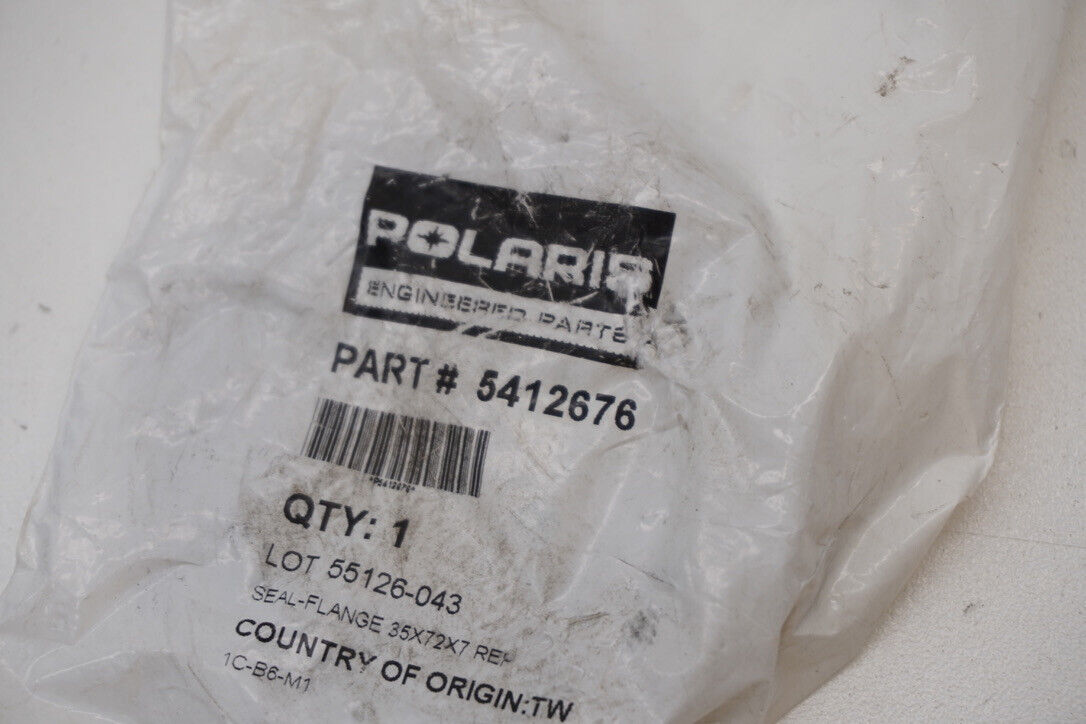 POLARIS
ENGINEERED PARTS
PART # 5412676
*P5412676*
QTY: 1
LOT 55126-043
SEAL-FLANGE 35X72X7
COUNTRY OF ORIGIN:TW
1C-B6-M1